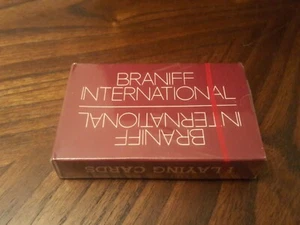 BRANIFF
INTERNATIONAL
BRANIFF
INTERNATIONAL
PLAYING CARDS